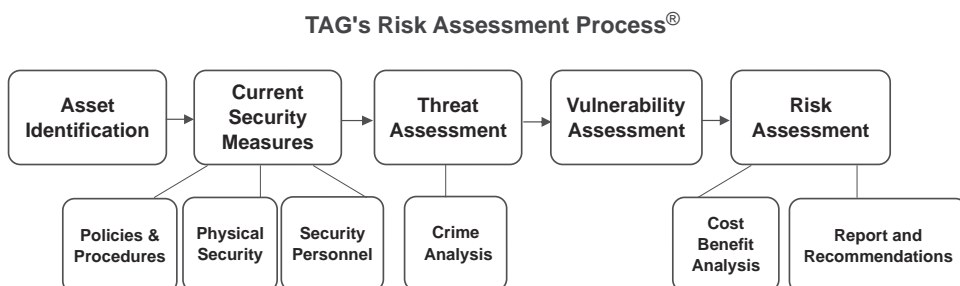 TAG's Risk Assessment Process®
Asset
Identification
Current
Security
Measures
Threat
Assessment
Vulnerability
Assessment
Risk
Assessment
Policies &
Procedures
Physical
Security
Security
Personnel
Crime
Analysis
Cost
Benefit
Analysis
Report and
Recommendations